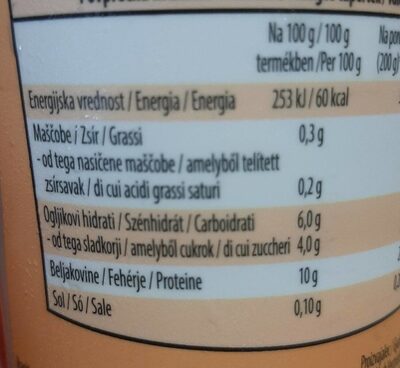 Na 100 g / 100 g
termékben /Per 100 g
(200 g)
Energijska vrednost / Energia / Energia 253 kJ / 60 kcal
Maščobe / Zsír / Grassi 0,3 g
- od tega nasičene maščobe / amelyből telített
zsírsavak / di cui acidi grassi saturi 0,2 g
Ogljikovi hidrati / Szénhidrát / Carboidrati 6,0 g
- od tega sladkorji / amelyből cukrok / di cui zuccheri 4,0 g
Beljakovine / Fehérje / Proteine 10 g
Sol / Só / Sale 0,10 g